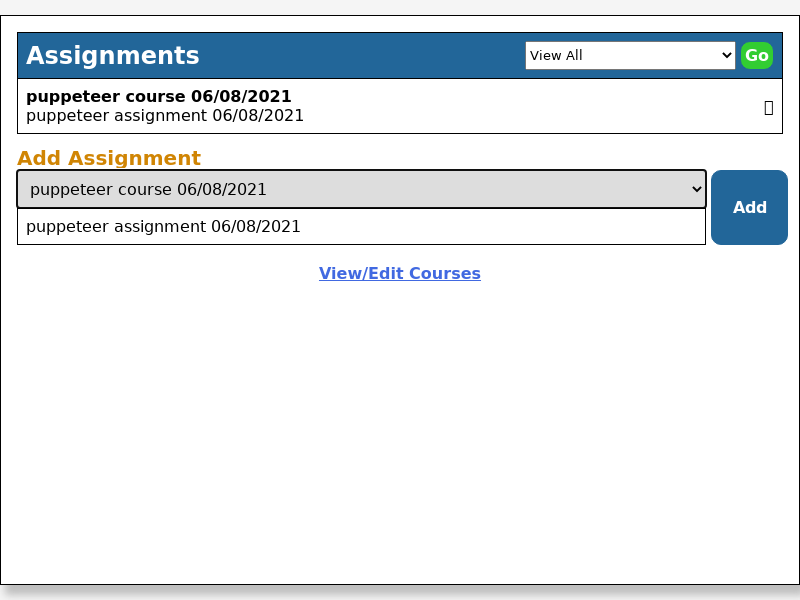 Assignments
View All
Go
puppeteer course 06/08/2021
puppeteer assignment 06/08/2021
Add Assignment
puppeteer course 06/08/2021
puppeteer assignment 06/08/2021
Add
View/Edit Courses